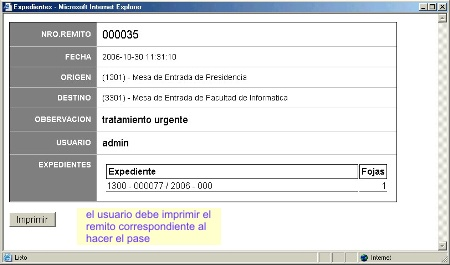 Expedientes - Microsoft Internet Explorer
NRO.REMITO 000035
FECHA 2006-10-30 11:31:10
ORIGEN (1001) - Mesa de Entrada de Presidencia
DESTINO (3301) - Mesa de Entrada de Facultad de Informatica
OBSERVACION tratamiento urgente
USUARIO admin
EXPEDIENTES
Expediente Fojas
1300 - 000077 / 2006 - 000 1
Imprimir
el usuario debe imprimir el
remito correspondiente al
hacer el pase
Listo Internet